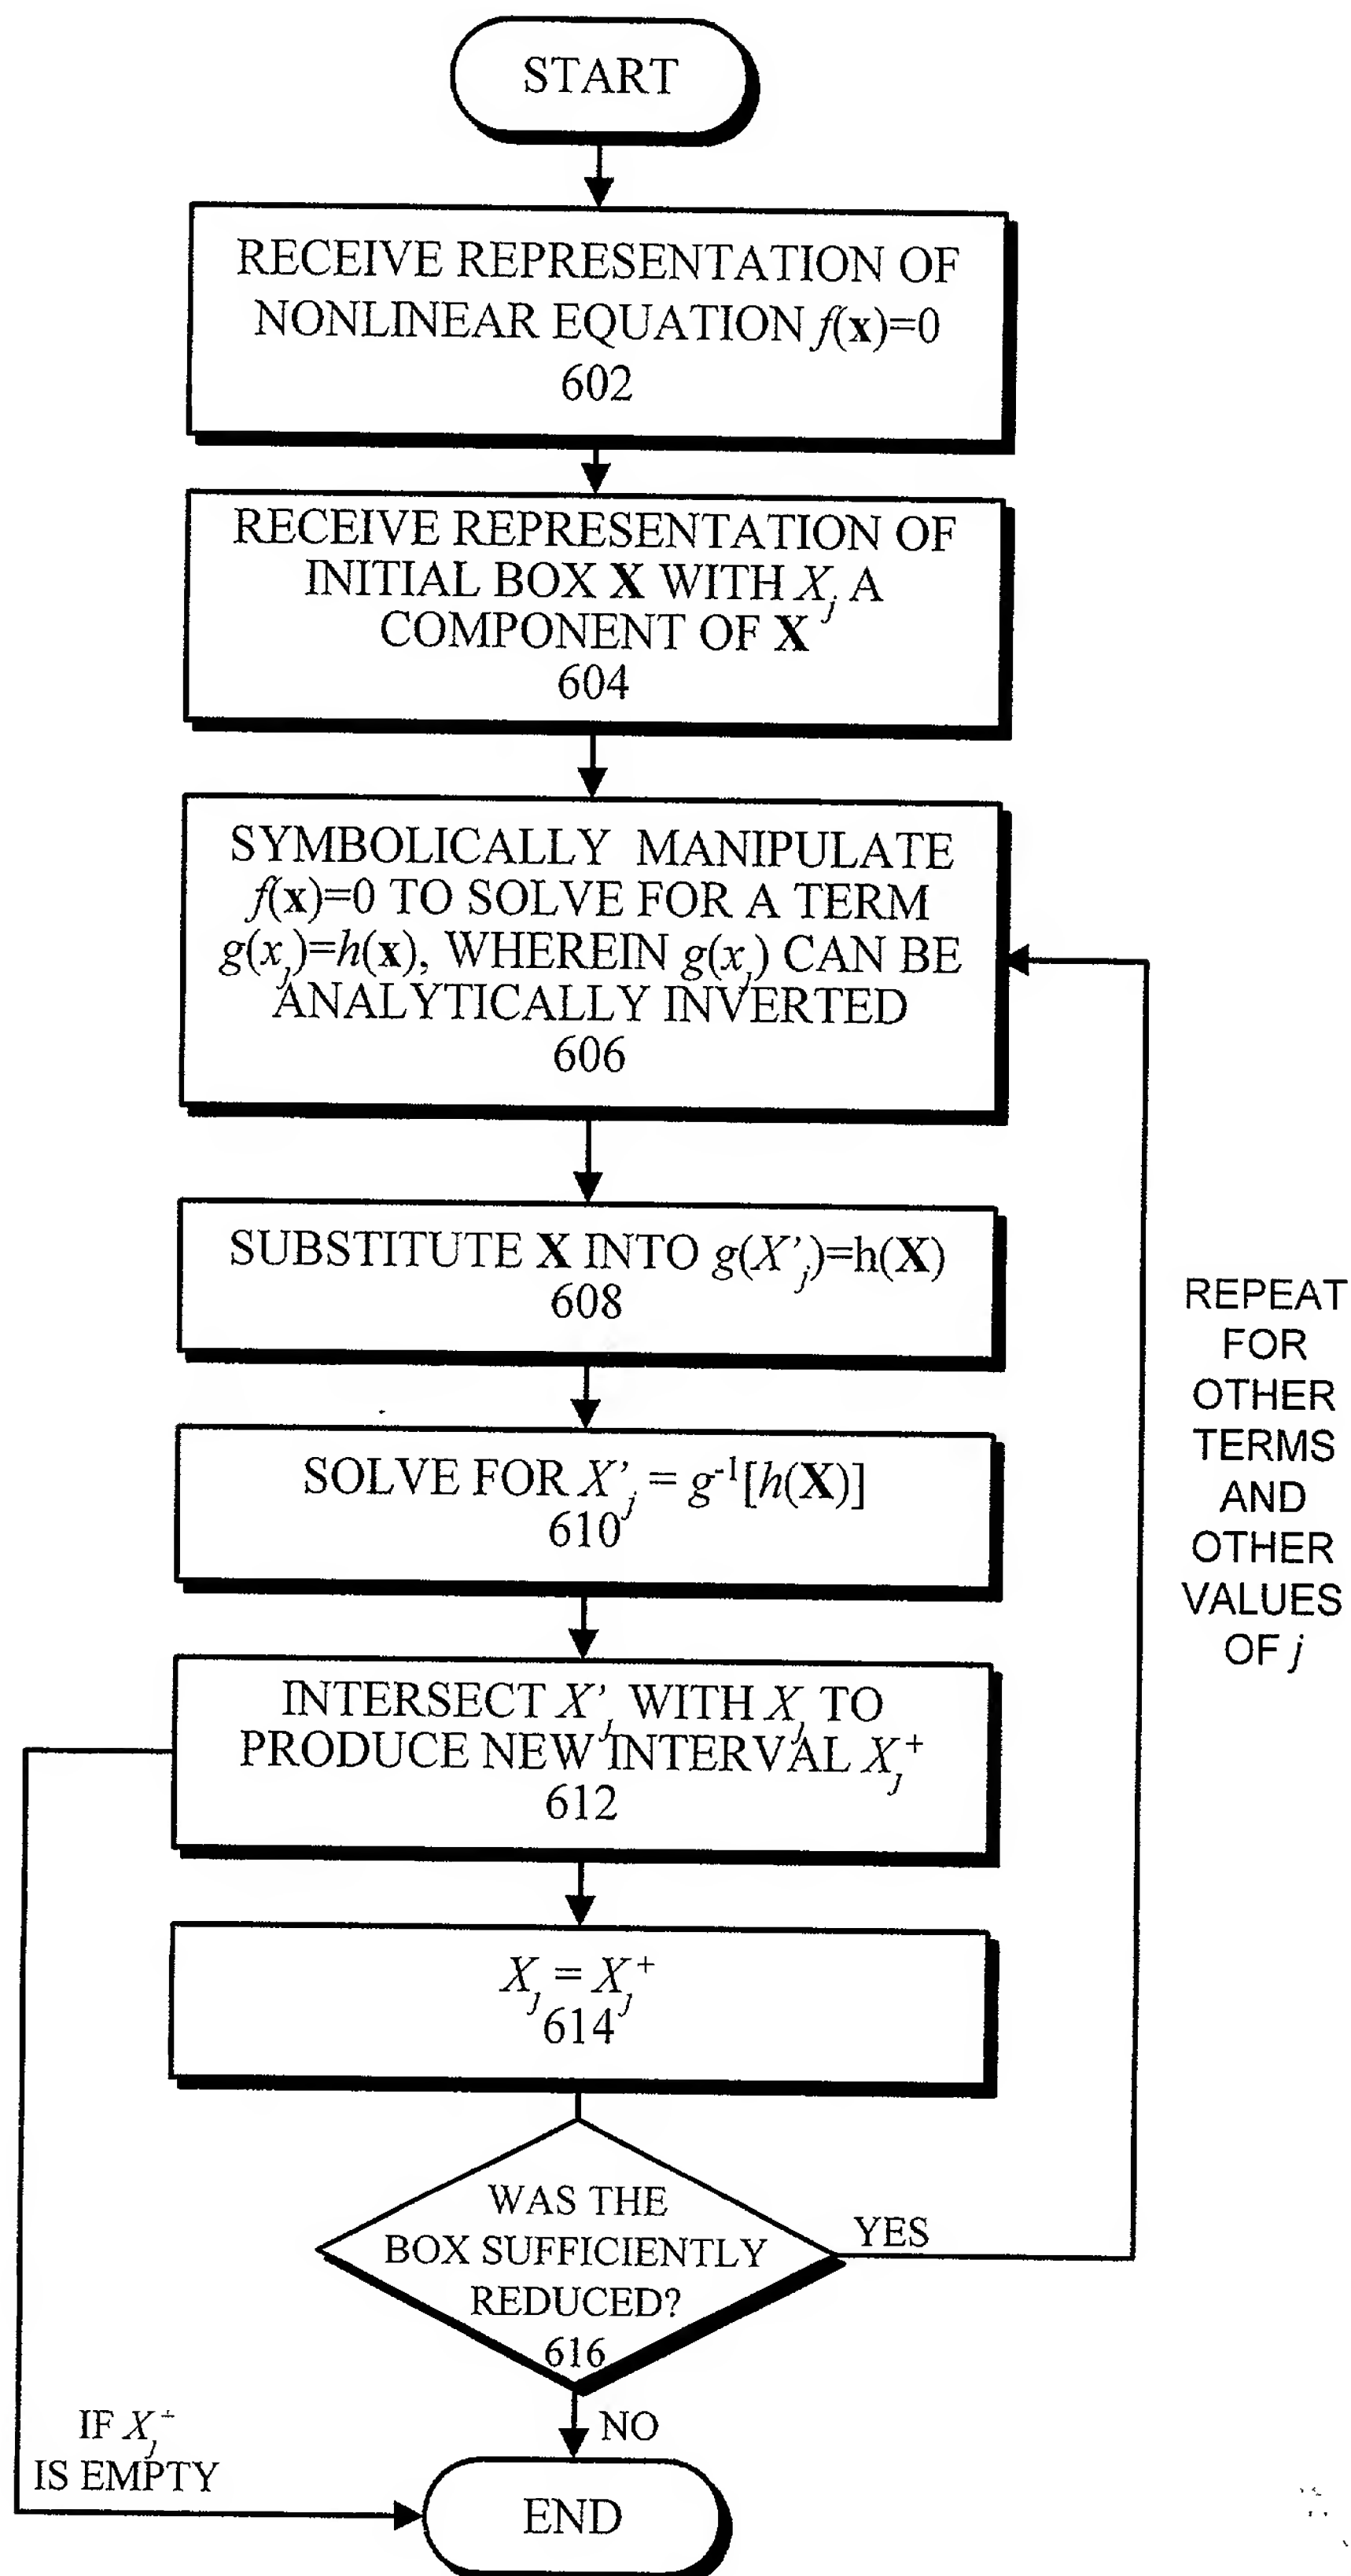 START
RECEIVE REPRESENTATION OF
NONLINEAR EQUATION f(x)=0
602
RECEIVE REPRESENTATION OF
INITIAL BOX X WITH Xj A
COMPONENT OF X
604
SYMBOLICALLY MANIPULATE
f(x)=0 TO SOLVE FOR A TERM
g(xj)=h(x), WHEREIN g(xj) CAN BE
ANALYTICALLY INVERTED
606
SUBSTITUTE X INTO g(X'j)=h(X)
608
SOLVE FOR X'j = g-1[h(X)]
610
INTERSECT X'j WITH Xj TO
PRODUCE NEW INTERVAL Xj+
612
Xj = Xj+
614
WAS THE
BOX SUFFICIENTLY
REDUCED?
616
YES
REPEAT
FOR
OTHER
TERMS
AND
OTHER
VALUES
OF j
NO
IF Xj+
IS EMPTY
END